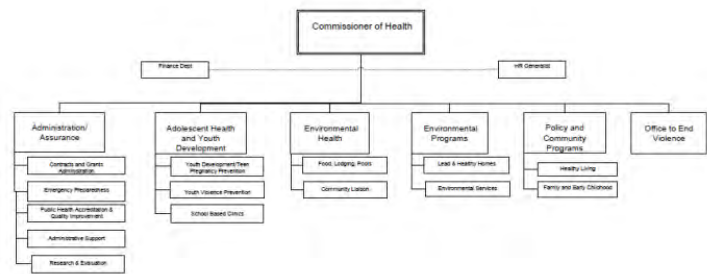 Commissioner of Health
Finance Dept
HR Generalist
Administration/
Assurance
Adolescent Health
and Youth
Development
Environmental
Health
Environmental
Programs
Policy and
Community
Programs
Office to End
Violence
Contracts and Grants
Administration
Emergency Preparedness
Public Health Accreditation &
Quality Improvement
Administrative Support
Research & Evaluation
Youth Development/Teen
Pregnancy Prevention
Youth Violence Prevention
School Based Clinics
Food, Lodging, Pools
Community Liaison
Lead & Healthy Homes
Environmental Services
Healthy Living
Family and Early Childhood